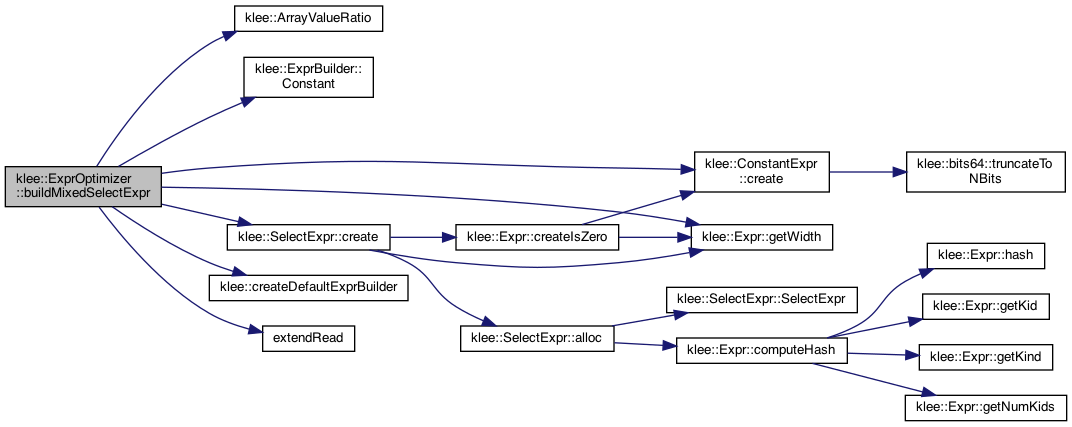 klee::ArrayValueRatio
klee::ExprBuilder::
Constant
klee::ExprOptimizer
::buildMixedSelectExpr
klee::ConstantExpr
::create
klee::bits64::truncateTo
NBits
klee::SelectExpr::create
klee::Expr::createIsZero
klee::Expr::getWidth
klee::createDefaultExprBuilder
extendRead
klee::SelectExpr::alloc
klee::SelectExpr::SelectExpr
klee::Expr::computeHash
klee::Expr::hash
klee::Expr::getKid
klee::Expr::getKind
klee::Expr::getNumKids